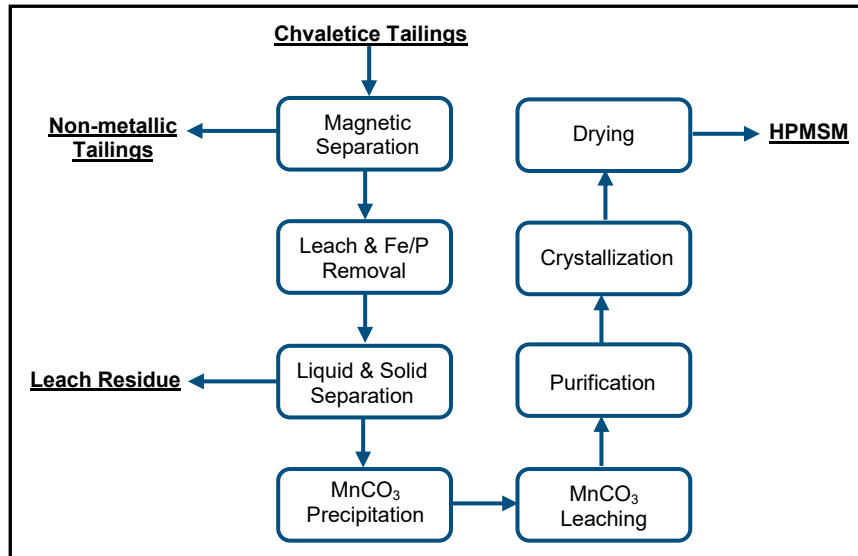 Chvaletice Tailings
Non-metallic
Tailings
Magnetic
Separation
Leach & Fe/P
Removal
Leach Residue
Liquid & Solid
Separation
MnCO₃
Precipitation
MnCO₃
Leaching
Purification
Crystallization
Drying
HPMSM